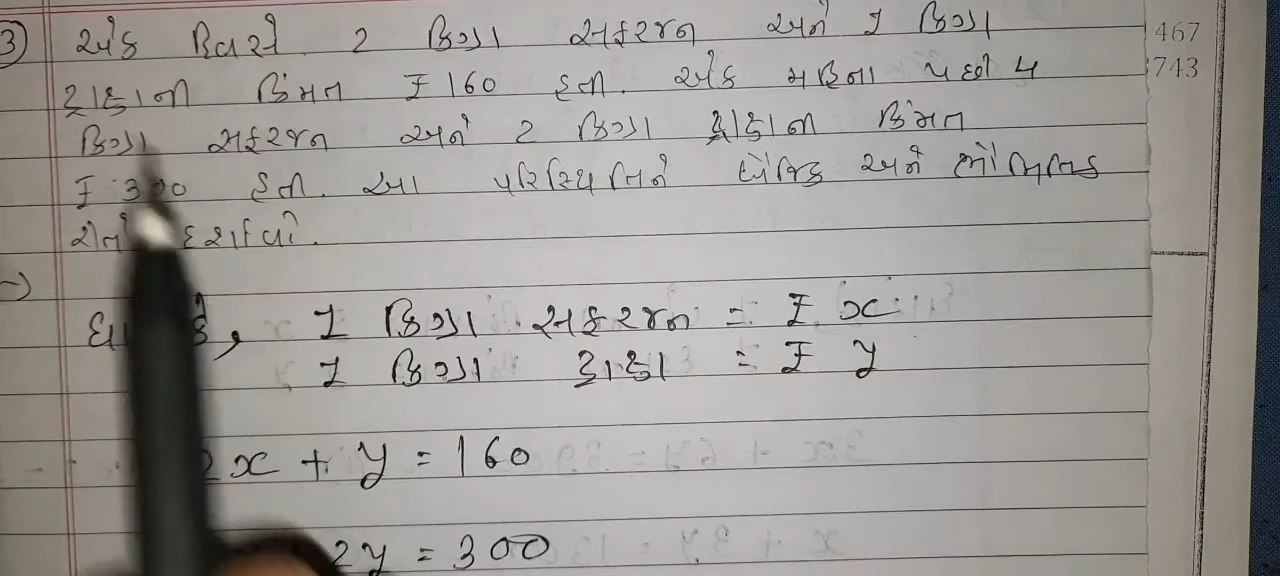 3) એક દિવસે 2 કિગ્રા સફરજન અને 1 કિગ્રા
દ્રાક્ષની કિંમત ₹ 160 હતી. એક મહિના પછી 4
કિગ્રા સફરજન અને 2 કિગ્રા દ્રાક્ષની કિંમત
₹ 300 હતી. આ પરિસ્થિતિને બૈજિક અને ભૌમિતિક
દર્શાવો.
1 કિગ્રા સફરજન = ₹ x
1 કિગ્રા દ્રાક્ષ = ₹ y
2x + y = 160
2y = 300
467
743